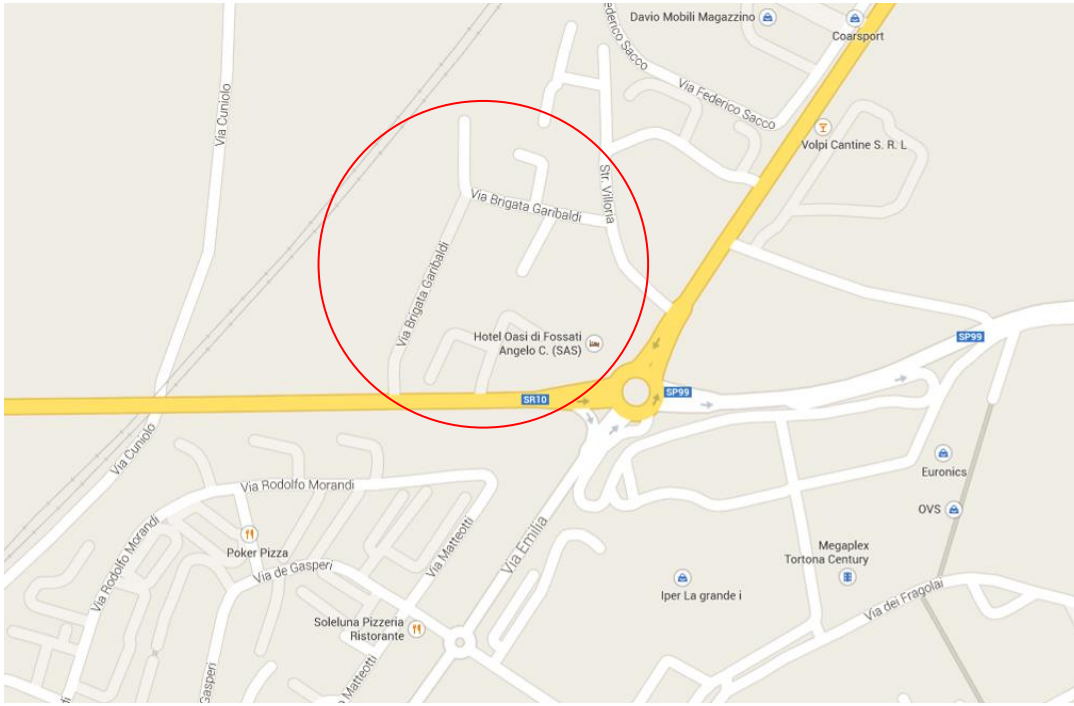 Davio Mobili Magazzino
Coarsport
Federico Sacco
Via Federico Sacco
Via Cuniolo
Volpi Cantine S. R. L
Str. Villoria
Via Brigata Garibaldi
Via Brigata Garibaldi
Hotel Oasi di Fossati
Angelo C. (SAS)
SP99
SP99
SR10
Via Cuniolo
Euronics
Via Rodolfo Morandi
OVS
Via Rodolfo Morandi
Poker Pizza
Via Matteotti
Via Emilia
Megaplex
Tortona Century
Via de Gasperi
Iper La grande i
Via dei Fragolai
Soleluna Pizzeria
Ristorante
Matteotti
Gasperi
di